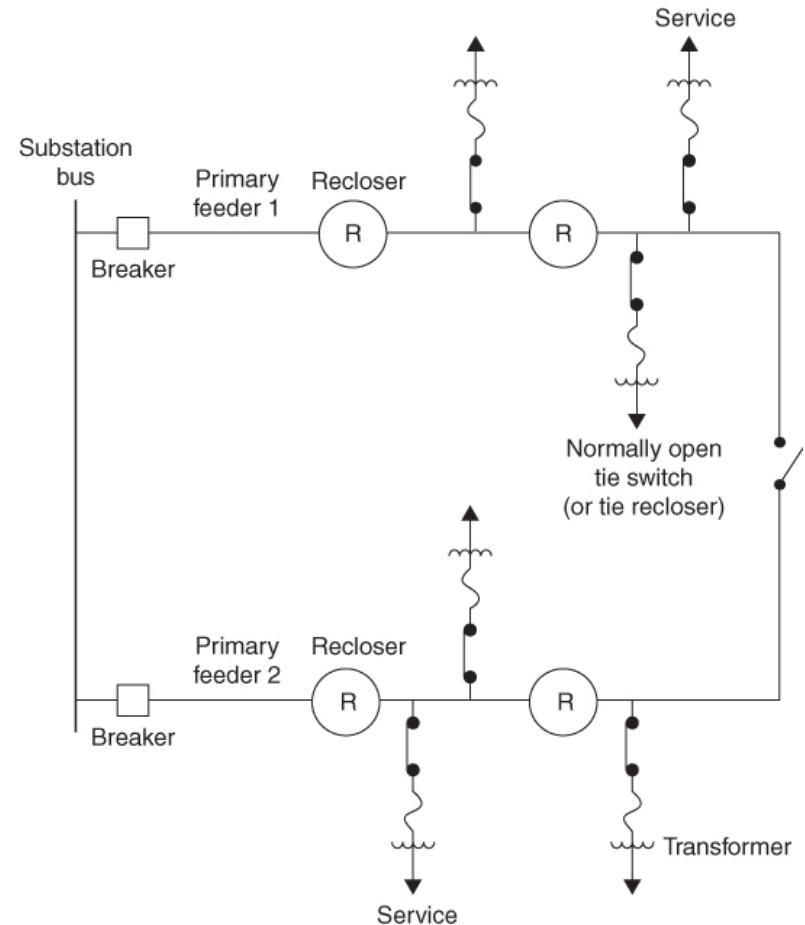 Service
Substation
bus
Primary
feeder 1
Recloser
R
R
Breaker
Normally open
tie switch
(or tie recloser)
Primary
feeder 2
Recloser
R
R
Breaker
Transformer
Service